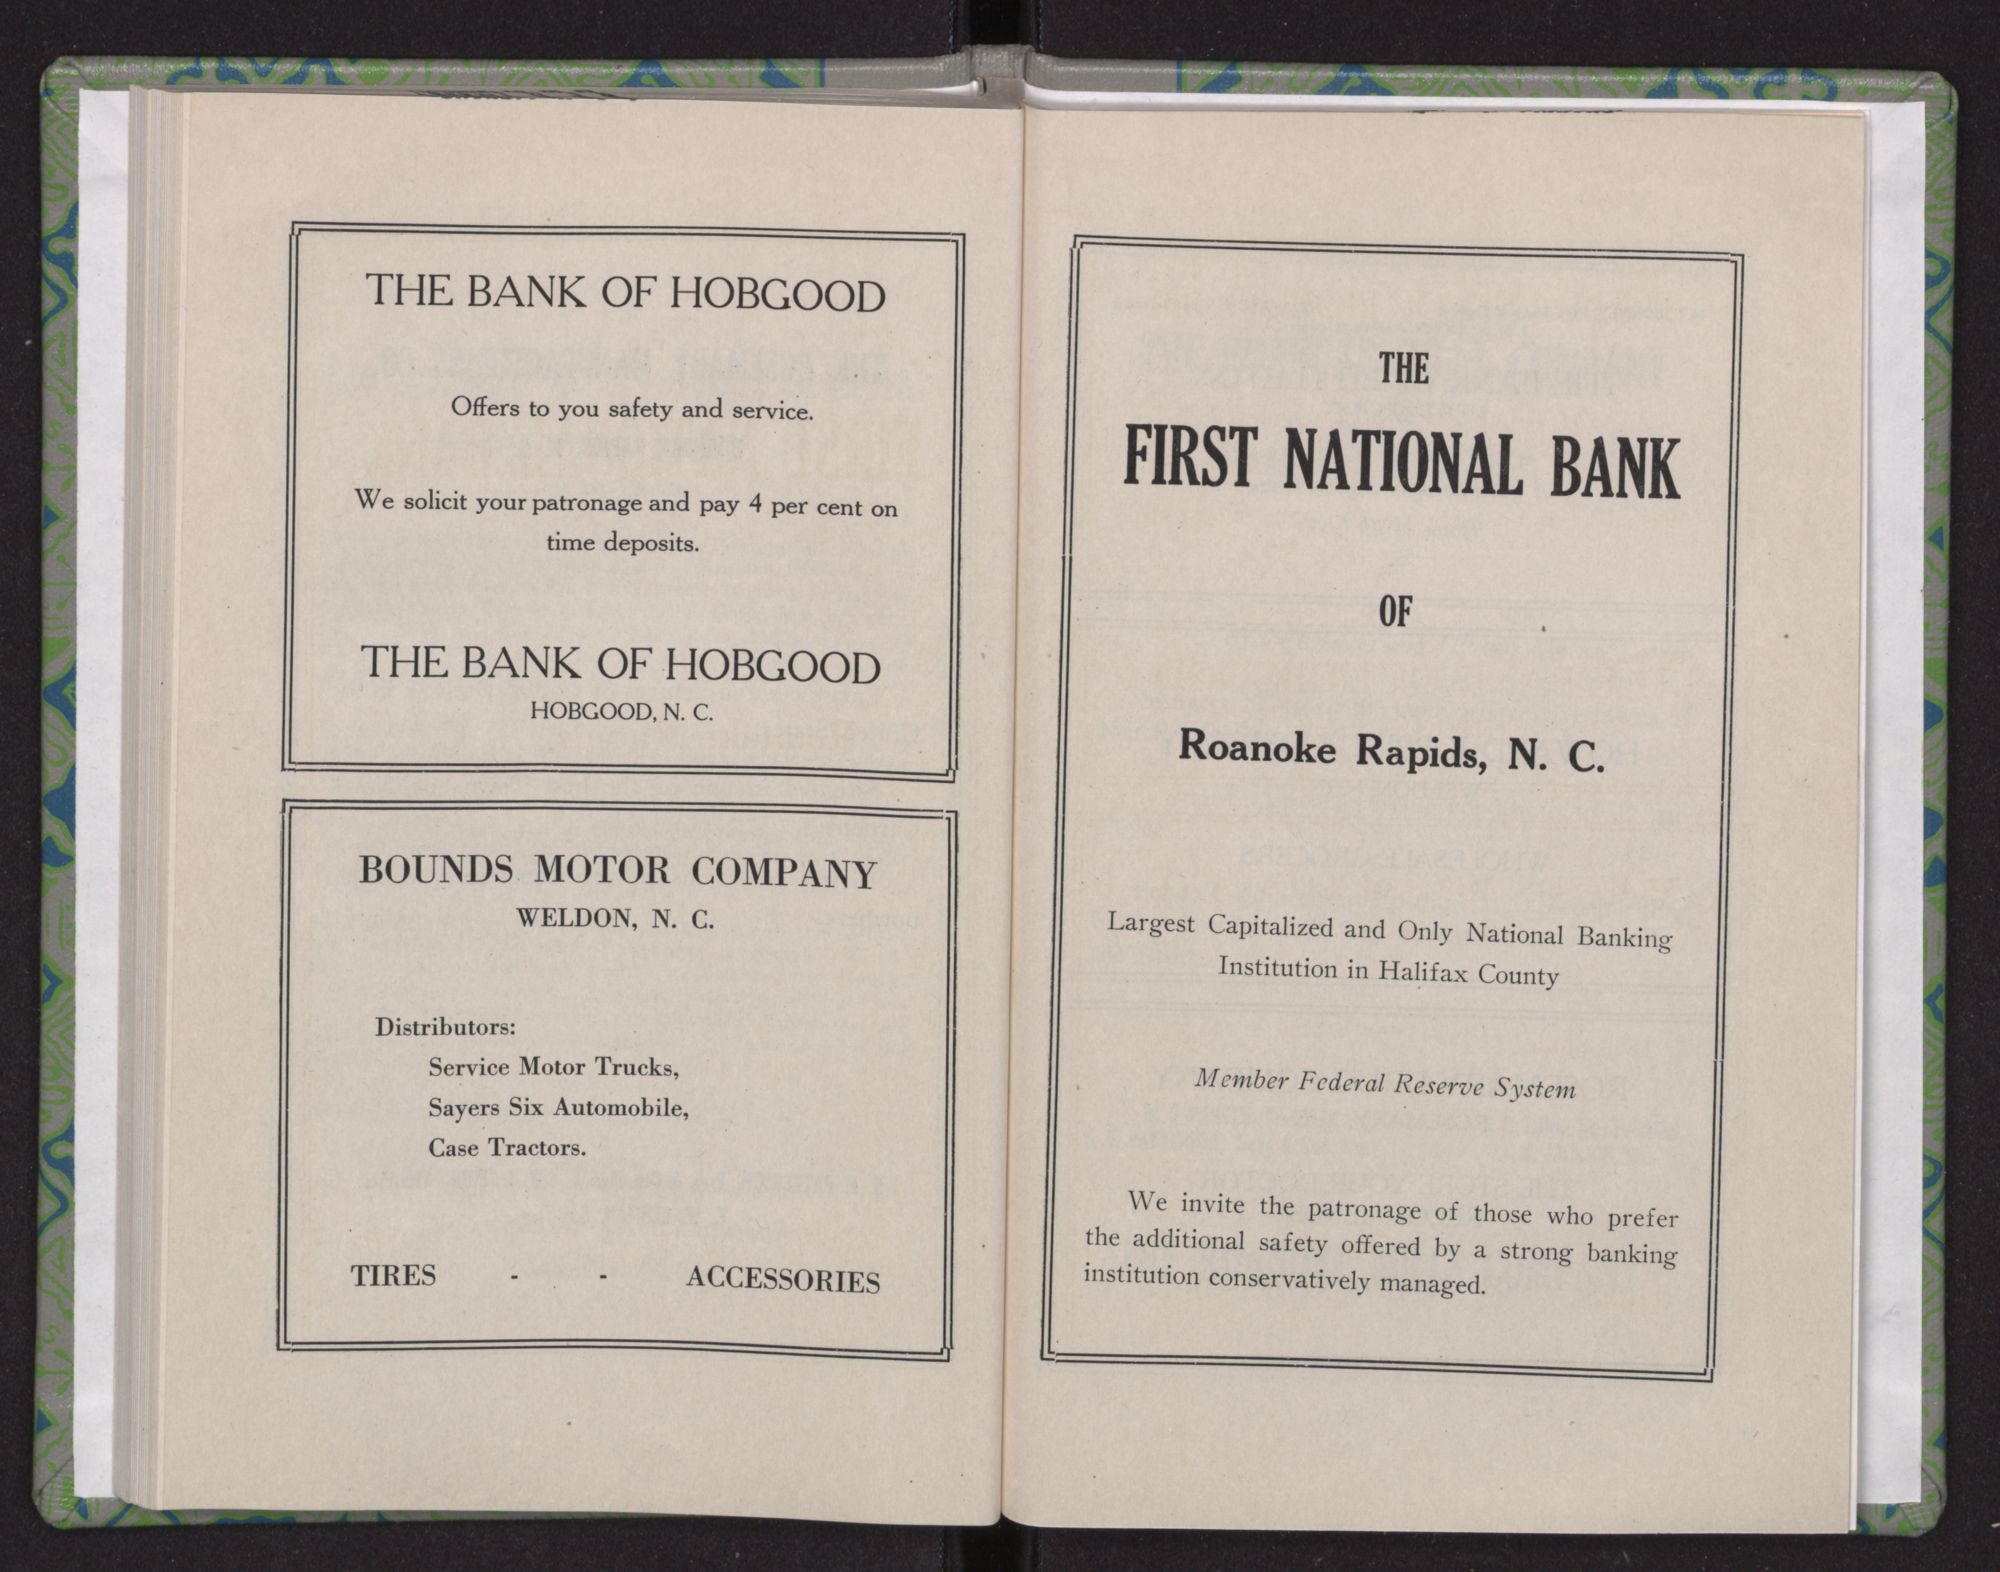 THE BANK OF HOBGOOD
Offers to you safety and service.
We solicit your patronage and pay 4 per cent on
time deposits.
THE BANK OF HOBGOOD
HOBGOOD, N. C.
BOUNDS MOTOR COMPANY
WELDON, N. C.
Distributors:
Service Motor Trucks,
Sayers Six Automobile,
Case Tractors.
TIRES - - ACCESSORIES
THE
FIRST NATIONAL BANK
OF
Roanoke Rapids, N. C.
Largest Capitalized and Only National Banking
Institution in Halifax County
Member Federal Reserve System
We invite the patronage of those who prefer
the additional safety offered by a strong banking
institution conservatively managed.